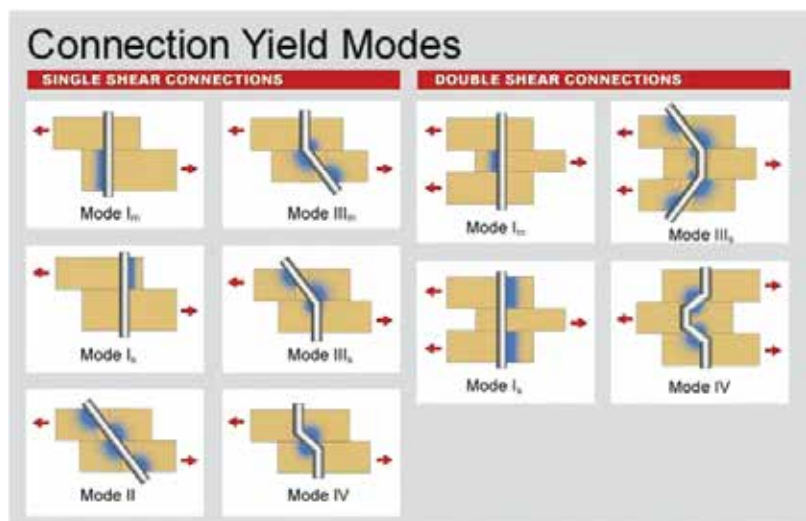 Connection Yield Modes
SINGLE SHEAR CONNECTIONS
DOUBLE SHEAR CONNECTIONS
Mode Iₘ
Mode IIIₘ
Mode Iₘ
Mode IIIₛ
Mode Iₛ
Mode IIIₛ
Mode Iₛ
Mode IV
Mode II
Mode IV